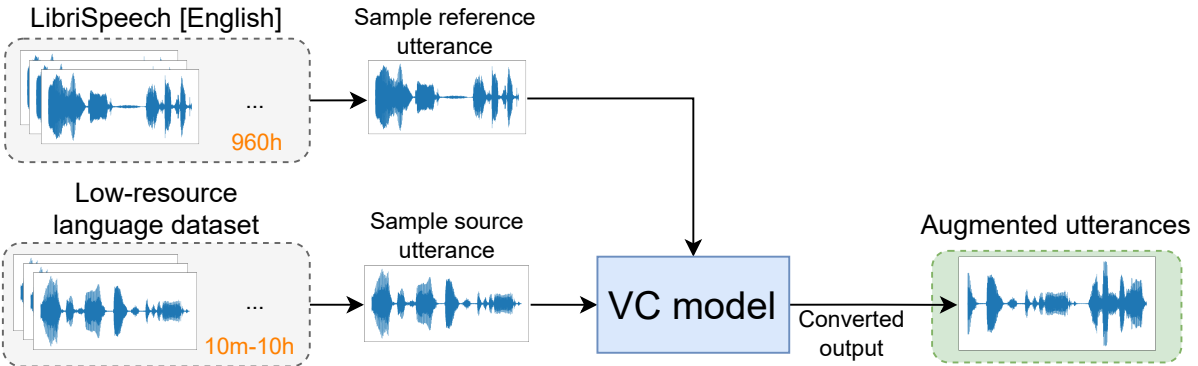 LibriSpeech [English]
...
960h
Sample reference
utterance
Low-resource
language dataset
...
10m-10h
Sample source
utterance
VC model
Converted
output
Augmented utterances